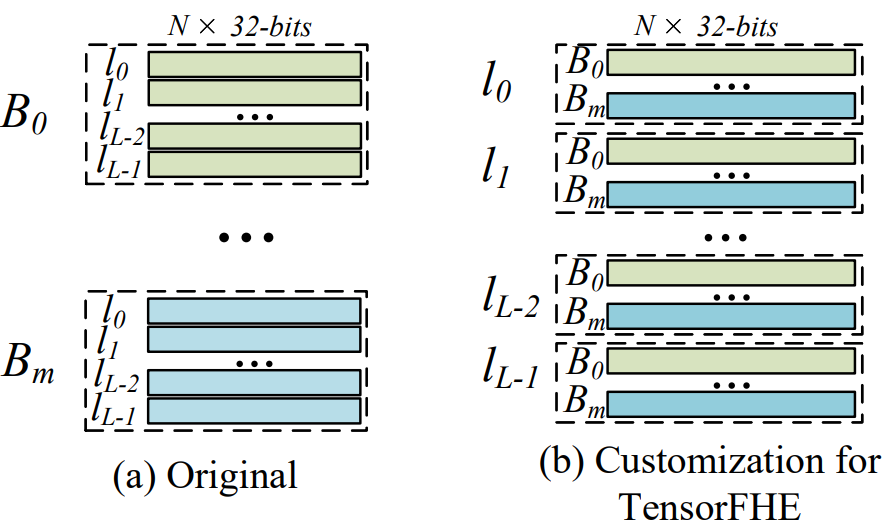 N × 32-bits
B0
l0
l1
...
lL-2
lL-1
...
Bm
l0
l1
...
lL-2
lL-1
(a) Original
N × 32-bits
l0
B0
...
Bm
l1
B0
...
Bm
...
lL-2
B0
...
Bm
lL-1
B0
...
Bm
(b) Customization for
TensorFHE